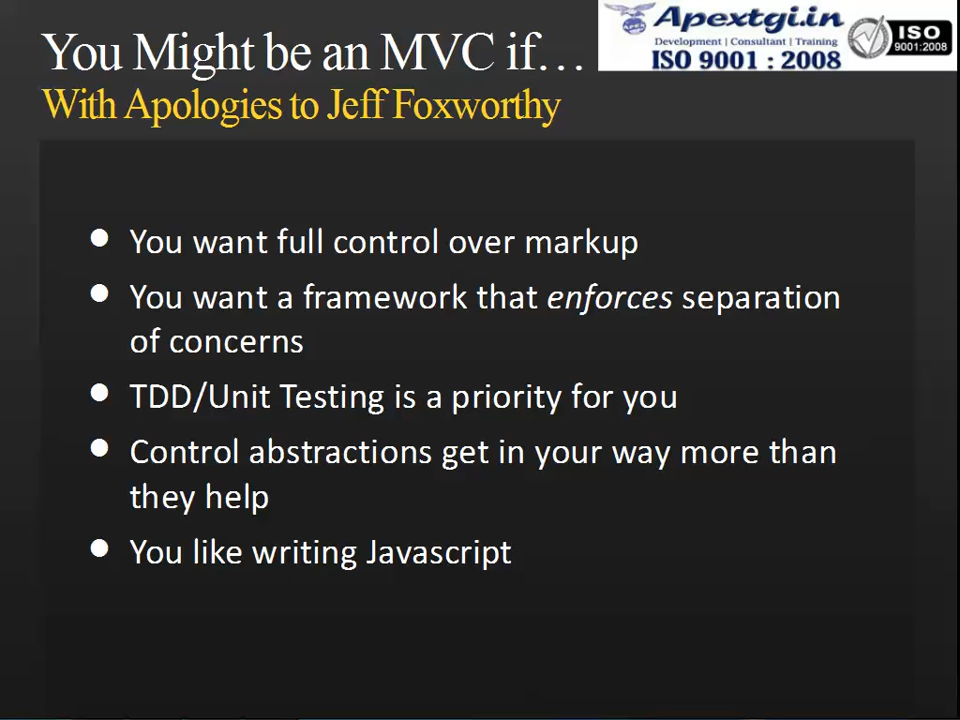 You Might be an MVC if...
With Apologies to Jeff Foxworthy
Apextgi.in
Development | Consultant | Training
ISO 9001 : 2008
ISO
9001:2008
● You want full control over markup
● You want a framework that enforces separation
of concerns
● TDD/Unit Testing is a priority for you
● Control abstractions get in your way more than
they help
● You like writing Javascript